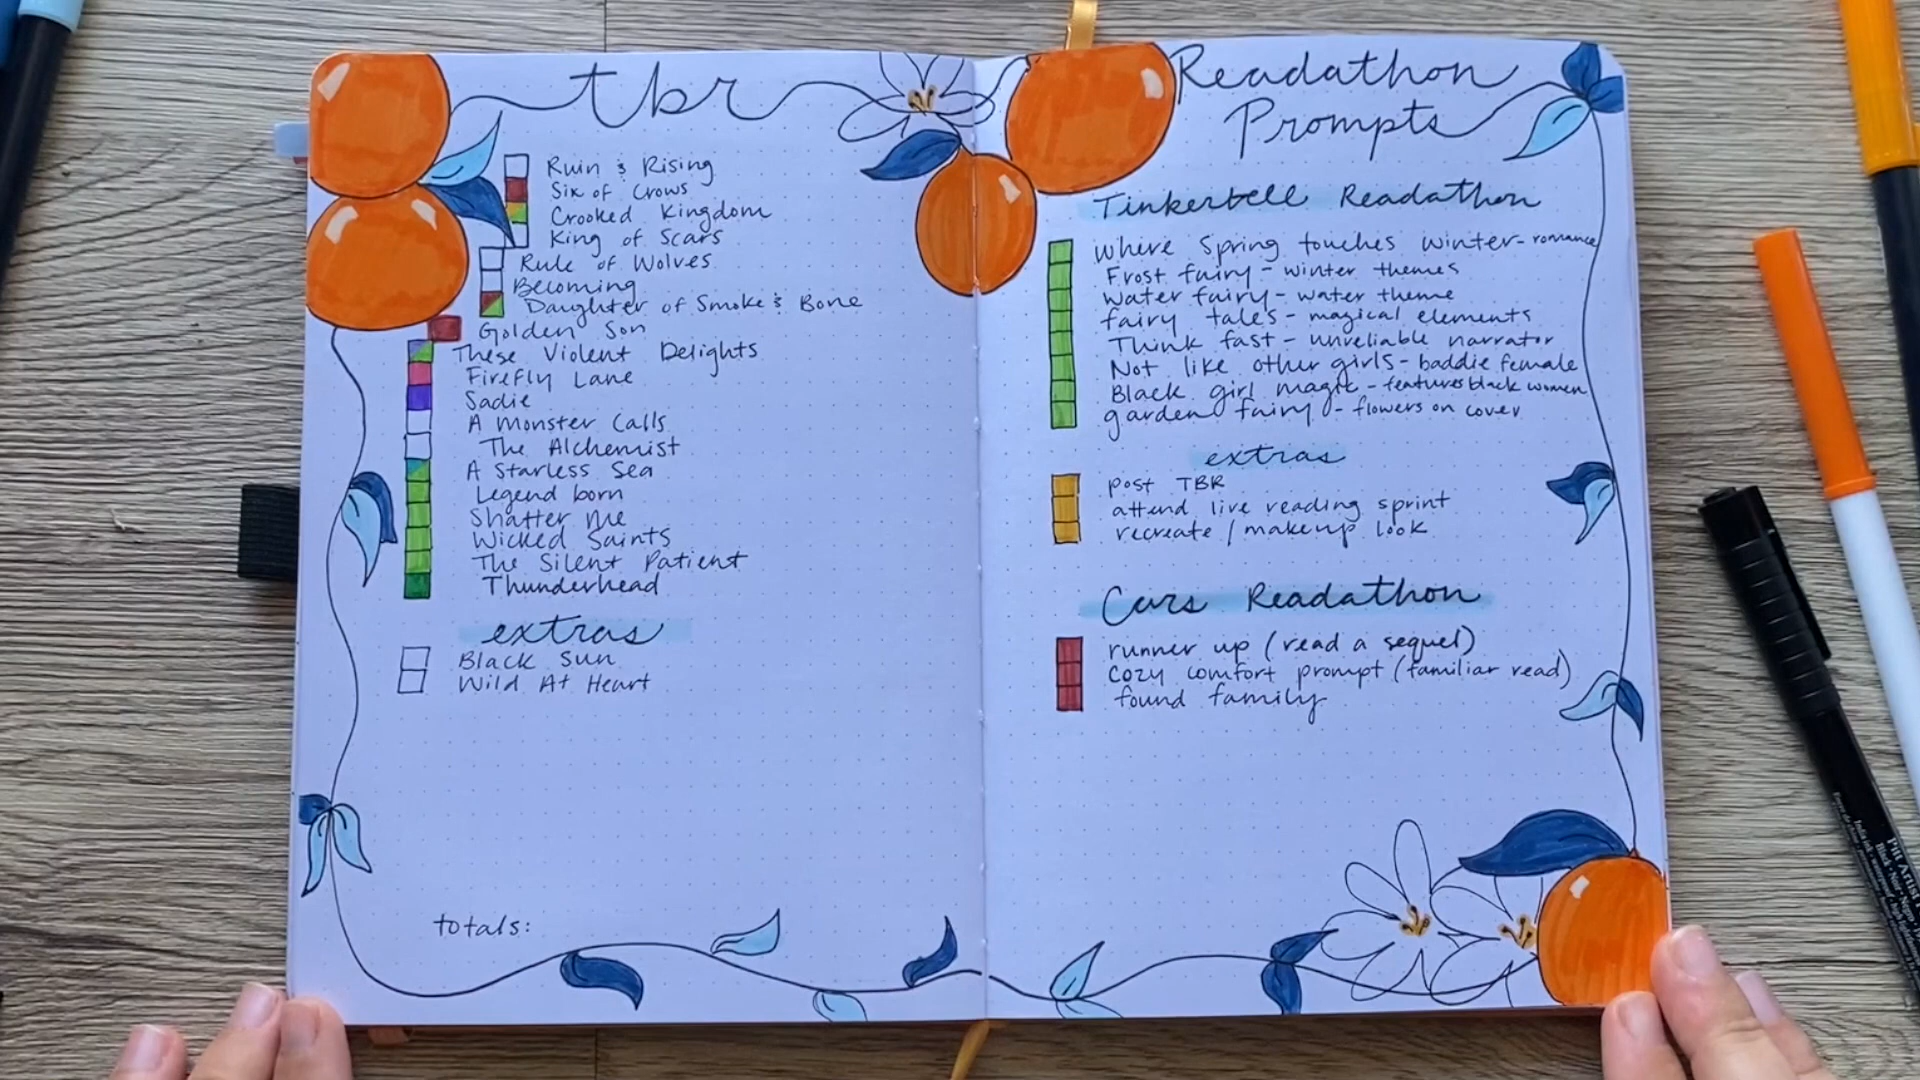 tbr
Ruin & Rising
Six of Crows
Crooked Kingdom
King of Scars
Rule of Wolves
Becoming
Daughter of Smoke & Bone
Golden Son
These Violent Delights
Firefly Lane
Sadie
A Monster Calls
The Alchemist
A Starless Sea
Legend born
Shatter me
Wicked Saints
The Silent Patient
Thunderhead
extras
Black Sun
Wild At Heart
totals:
Readathon
Prompts
Tinkerbell Readathon
Where Spring touches winter - romance
Frost fairy - winter themes
Water fairy - water theme
fairy tales - magical elements
Think fast - unreliable narrator
Not like other girls - baddie female
Black girl magic - features black women
garden fairy - flowers on cover
extras
post TBR
attend live reading sprint
recreate / makeup look
Cars Readathon
runner up (read a sequel)
Cozy comfort prompt (familiar read)
found family
Pitt Artist